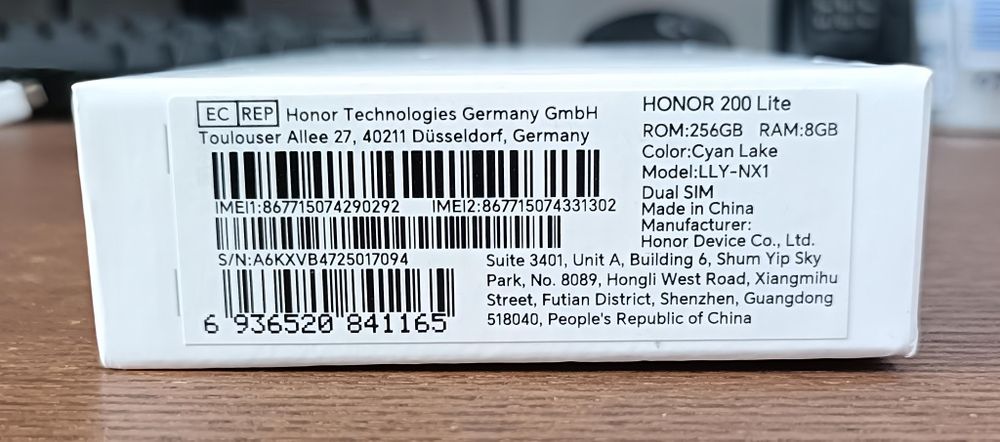 EC REP Honor Technologies Germany GmbH
Toulouser Allee 27, 40211 Düsseldorf, Germany
IMEI1:867715074290292 IMEI2:867715074331302
S/N:A6KXVB4725017094
6 936520 841165
HONOR 200 Lite
ROM:256GB RAM:8GB
Color:Cyan Lake
Model:LLY-NX1
Dual SIM
Made in China
Manufacturer:
Honor Device Co., Ltd.
Suite 3401, Unit A, Building 6, Shum Yip Sky
Park, No. 8089, Hongli West Road, Xiangmihu
Street, Futian District, Shenzhen, Guangdong
518040, People's Republic of China